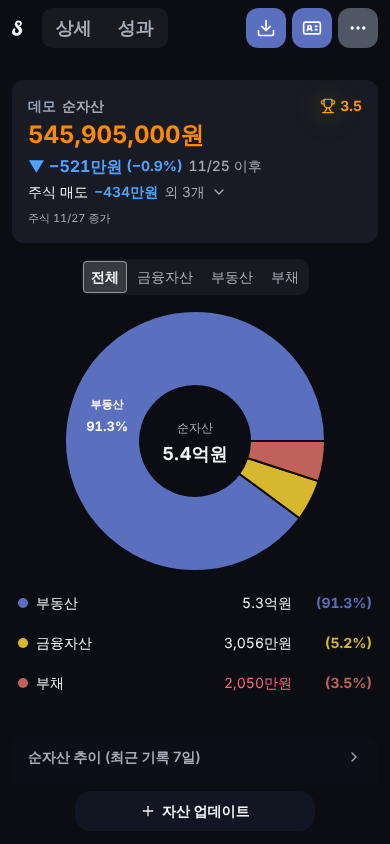 상세 성과
데모 순자산
3.5
545,905,000원
▼ −521만원 (−0.9%) 11/25 이후
주식 매도 −434만원 외 3개
주식 11/27 종가
전체 금융자산 부동산 부채
부동산
91.3%
순자산
5.4억원
부동산 5.3억원 (91.3%)
금융자산 3,056만원 (5.2%)
부채 2,050만원 (3.5%)
순자산 추이 (최근 기록 7일)
+ 자산 업데이트